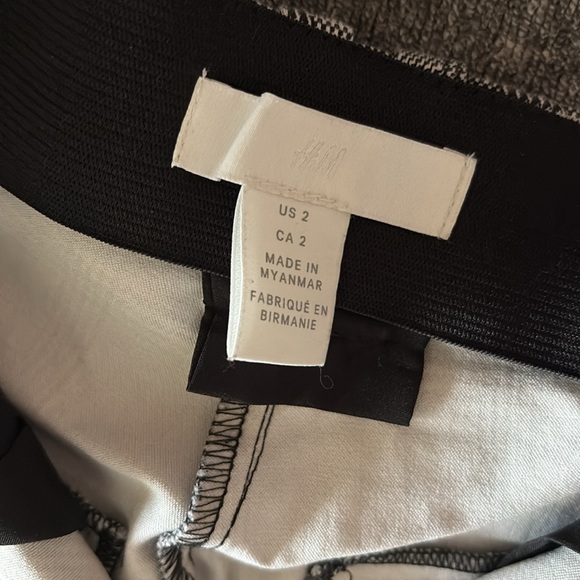 H&M
US 2
CA 2
MADE IN
MYANMAR
FABRIQUÉ EN
BIRMANIE